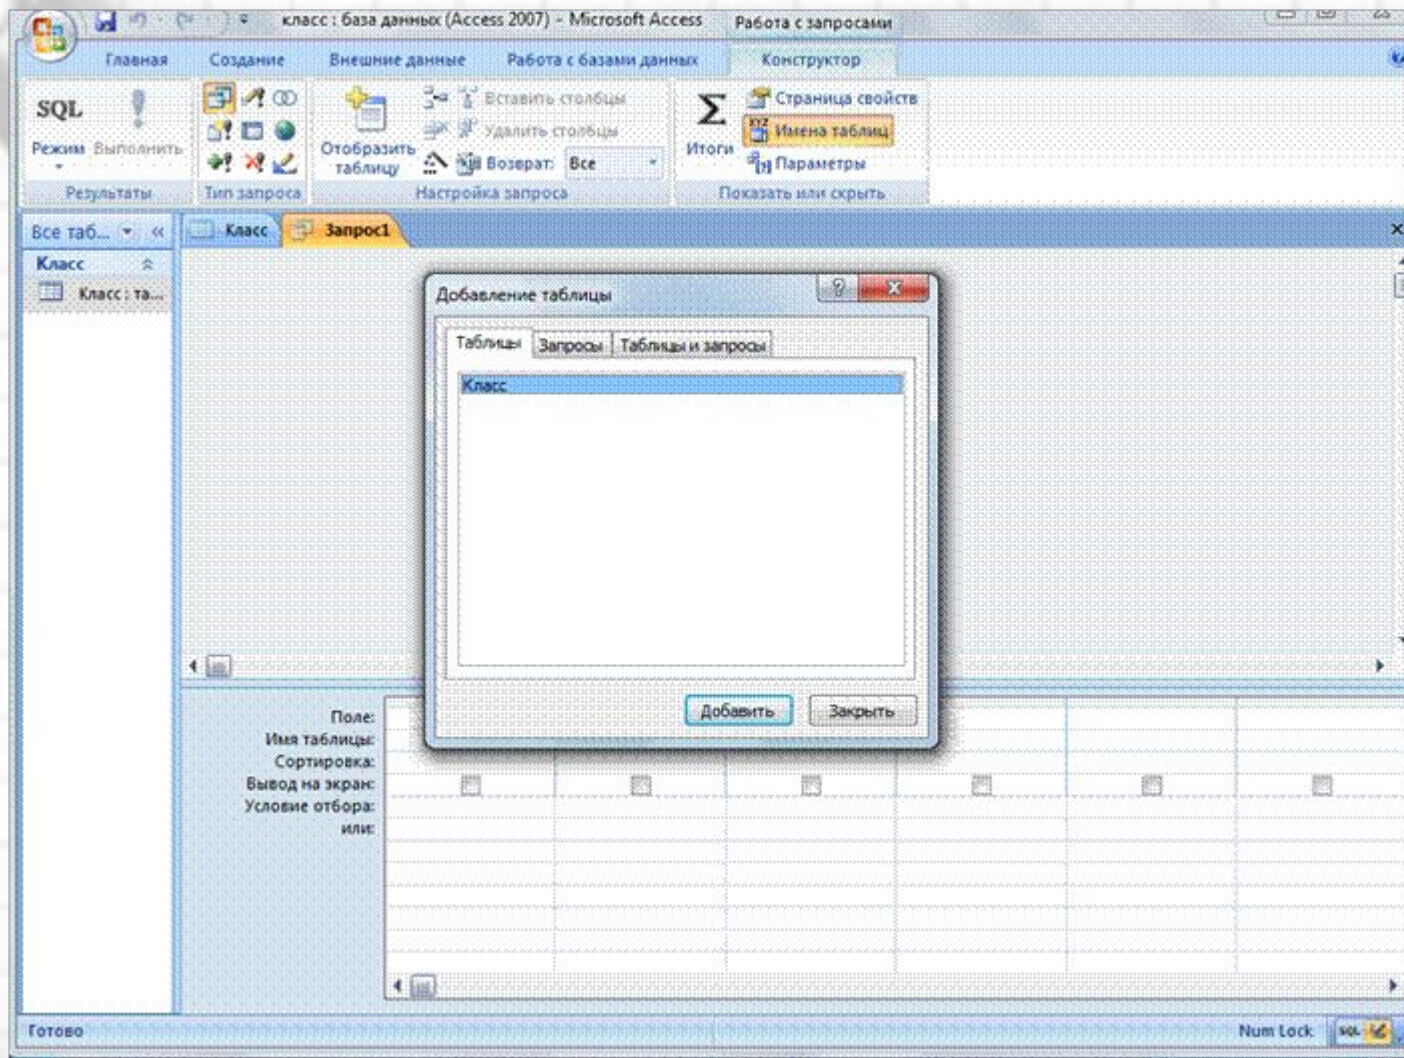 класс : база данных (Access 2007) - Microsoft Access
Работа с запросами
Главная
Создание
Внешние данные
Работа с базами данных
Конструктор
SQL
Режим
Выполнить
Результаты
Тип запроса
Отобразить
таблицу
Вставить столбцы
Удалить столбцы
Возврат: Все
Настройка запроса
Σ
Итоги
Страница свойств
XYZ
Имена таблиц
Параметры
Показать или скрыть
Все таб...
Класс
Запрос1
Класс
Класс : та...
Добавление таблицы
Таблицы
Запросы
Таблицы и запросы
Класс
Добавить
Закрыть
Поле:
Имя таблицы:
Сортировка:
Вывод на экран:
Условие отбора:
или:
Готово
Num Lock
SQL